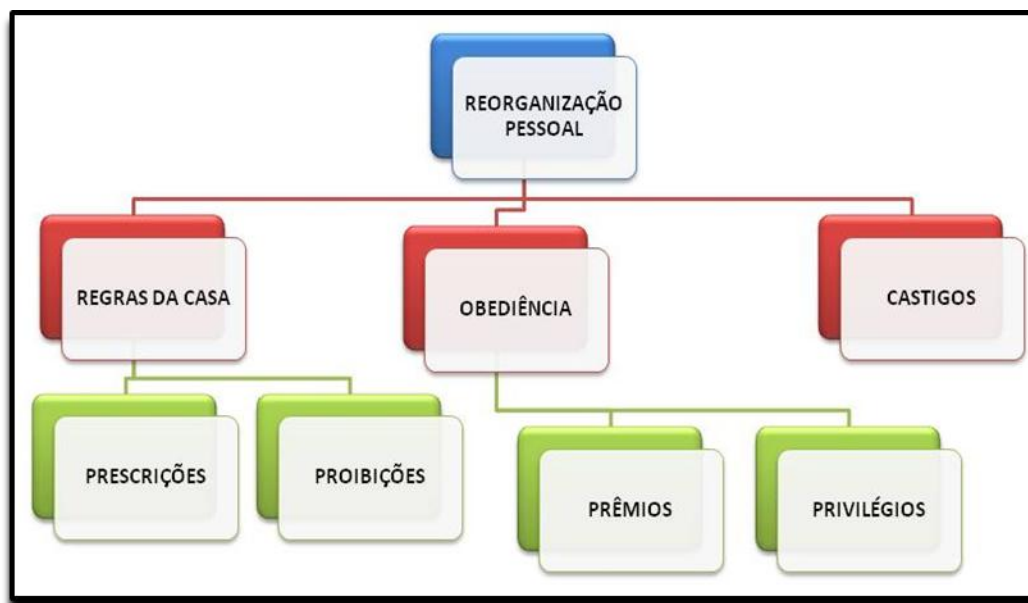 REORGANIZAÇÃO
PESSOAL
REGRAS DA CASA
OBEDIÊNCIA
CASTIGOS
PRESCRIÇÕES
PROIBIÇÕES
PRÊMIOS
PRIVILÉGIOS